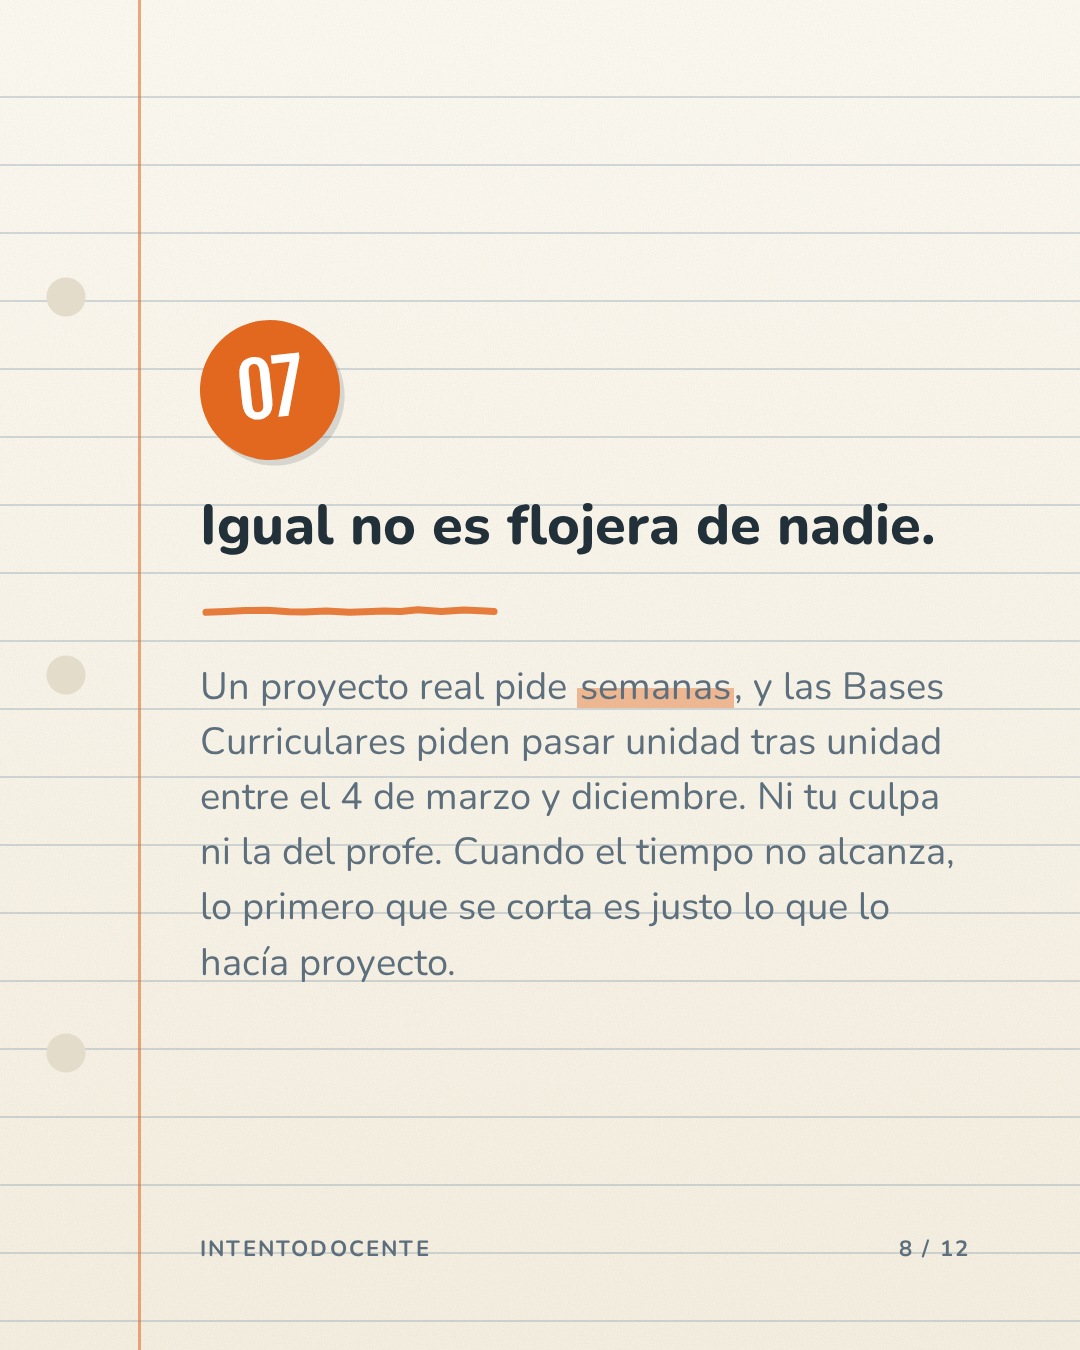 07
Igual no es flojera de nadie.
Un proyecto real pide semanas, y las Bases
Curriculares piden pasar unidad tras unidad
entre el 4 de marzo y diciembre. Ni tu culpa
ni la del profe. Cuando el tiempo no alcanza,
lo primero que se corta es justo lo que lo
hacía proyecto.
INTENTODOCENTE
8 / 12